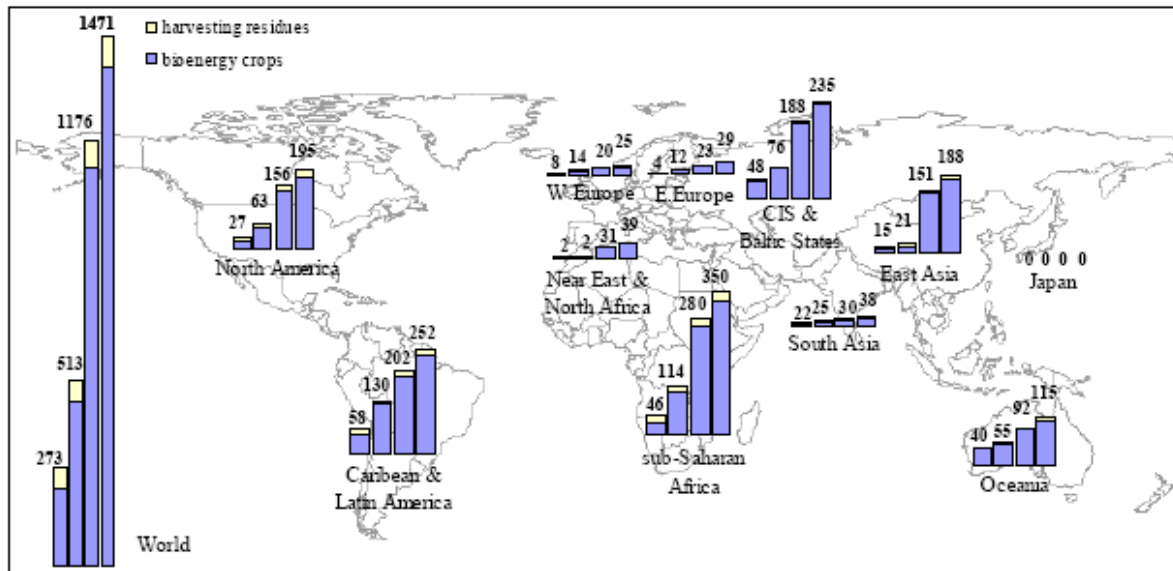 1471
harvesting residues
bioenergy crops
1176
513
273
World
27 63 156 195
North America
58 130 202 252
Caribean &
Latin America
8 14 20 25
W.Europe
4 12 23 29
E.Europe
48 76 188 235
CIS &
Baltic States
2 2 31 39
Near East &
North Africa
46 114 280 350
sub-Saharan
Africa
15 21 151 188
East Asia
0 0 0 0
Japan
22 25 30 38
South Asia
40 55 92 115
Oceania